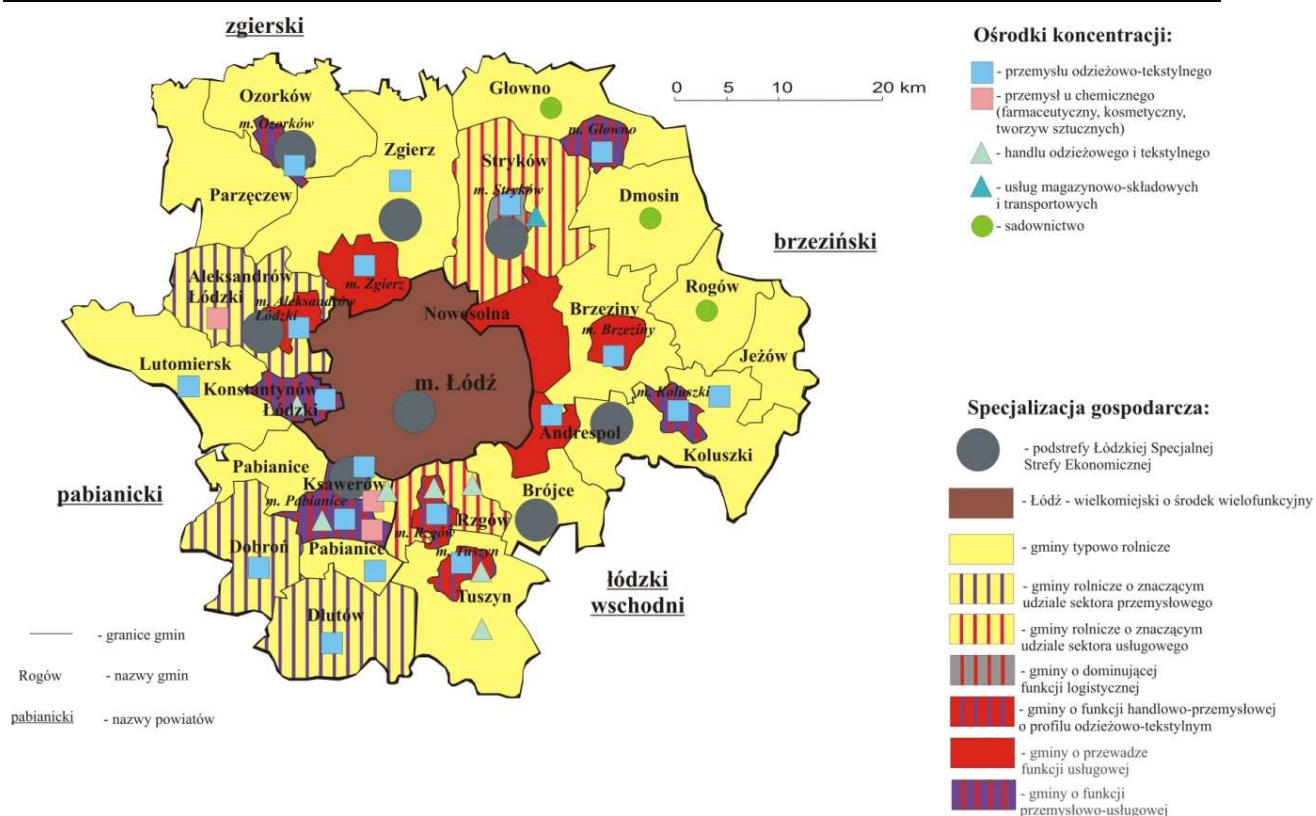 zgierski
Ozorków
m. Ozorków
Parzęczew
Zgierz
Głowno
m. Głowno
Stryków
m. Stryków
Dmosin
brzeziński
Rogów
Jeżów
Brzeziny
m. Brzeziny
Nowosolna
m. Zgierz
Aleksandrów
Łódzki
m. Aleksandrów
Łódzki
Lutomiersk
Konstantynów
Łódzki
m. Łódź
Andrespol
m. Koluszki
Koluszki
pabianicki
Pabianice
Ksawerów
m. Pabianice
Dobroń
Pabianice
Dłutów
Rzgów
m. Rzgów
Brójce
m. Tuszyn
Tuszyn
łódzki
wschodni
0 5 10 20 km
- granice gmin
Rogów - nazwy gmin
pabianicki - nazwy powiatów
Ośrodki koncentracji:
- przemysłu odzieżowo-tekstylnego
- przemysł u chemicznego
(farmaceutyczny, kosmetyczny,
tworzyw sztucznych)
- handlu odzieżowego i tekstylnego
- usług magazynowo-składowych
i transportowych
- sadownictwo
Specjalizacja gospodarcza:
- podstrefy Łódzkiej Specjalnej
Strefy Ekonomicznej
- Łódź - wielkomiejski o środek wielofunkcyjny
- gminy typowo rolnicze
- gminy rolnicze o znaczącym
udziale sektora przemysłowego
- gminy rolnicze o znaczącym
udziale sektora usługowego
- gminy o dominującej
funkcji logistycznej
- gminy o funkcji handlowo-przemysłowej
o profilu odzieżowo-tekstylnym
- gminy o przewadze
funkcji usługowej
- gminy o funkcji
przemysłowo-usługowej